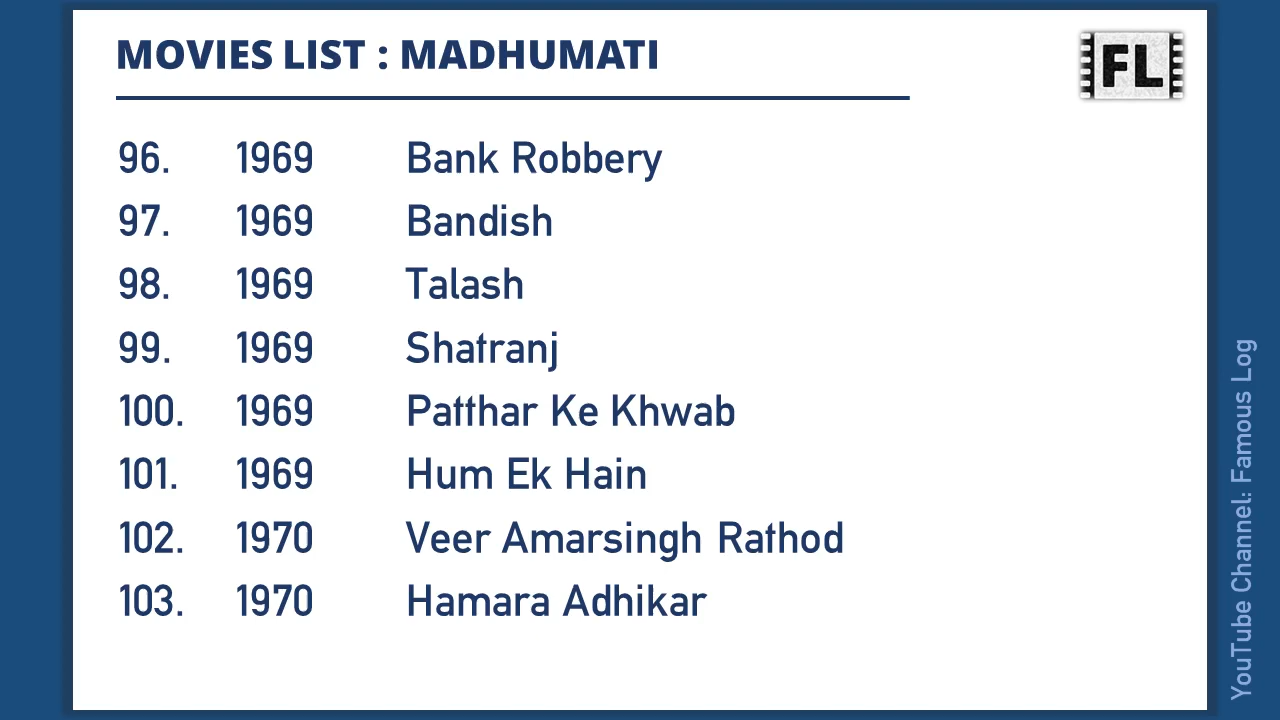 MOVIES LIST : MADHUMATI
FL
96. 1969 Bank Robbery
97. 1969 Bandish
98. 1969 Talash
99. 1969 Shatranj
100. 1969 Patthar Ke Khwab
101. 1969 Hum Ek Hain
102. 1970 Veer Amarsingh Rathod
103. 1970 Hamara Adhikar
YouTube Channel: Famous Log